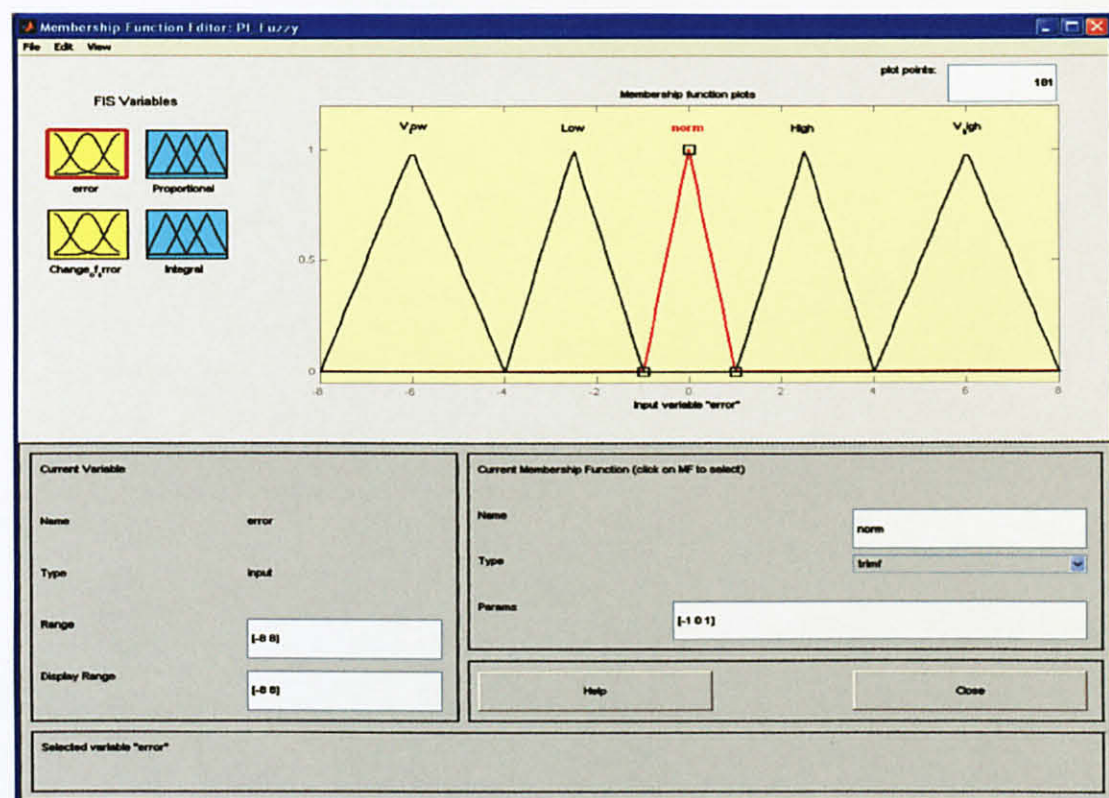 Membership Function Editor: PI_Fuzzy
File Edit View
FIS Variables
plot points:
101
Membership function plots
error
Proportional
Change_of_error
Integral
V_low
Low
norm
High
V_high
1
0.5
0
-8 -6 -4 -2 0 2 4 6 8
Input variable "error"
Current Variable
Name error
Type input
Range [-8 8]
Display Range [-8 8]
Current Membership Function (click on MF to select)
Name norm
Type trimf
Params [-1 0 1]
Help
Close
Selected variable "error"